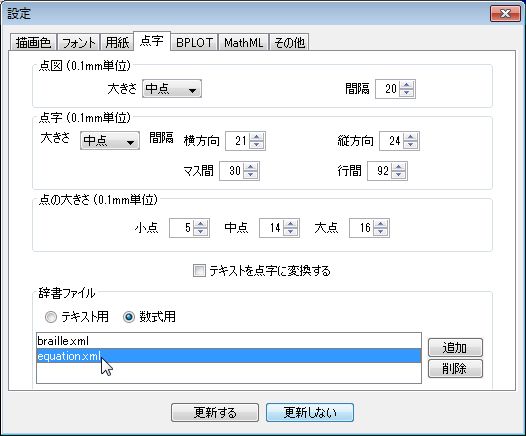 設定
描画色 フォント 用紙 点字 BPLOT MathML その他
点図 (0.1mm単位)
大きさ 中点 間隔 20
点字 (0.1mm単位)
大きさ 中点 間隔 横方向 21 縦方向 24
マス間 30 行間 92
点の大きさ (0.1mm単位)
小点 5 中点 14 大点 16
テキストを点字に変換する
辞書ファイル
テキスト用 数式用
braille.xml
equation.xml
追加
削除
更新する 更新しない